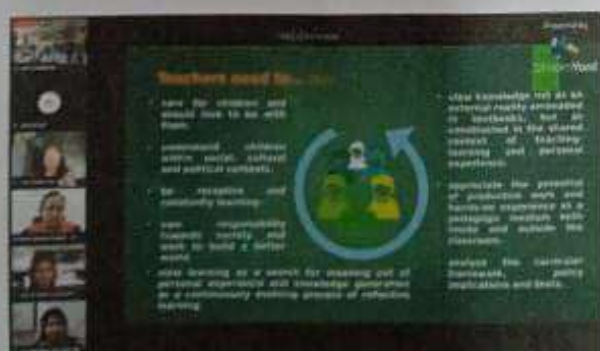 Teachers need to...
care for children and
should love to be with
them.
understand children
within social, cultural
and political contexts.
be receptive and
constantly learning.
own responsibility
towards society and
work to build a better
world.
view learning as a search for meaning out of
personal experience and knowledge generation
as a continuously evolving process of reflective
learning.
view knowledge not as an
external reality embedded
in textbooks, but as
constructed in the shared
context of teaching-
learning and personal
experience.
appreciate the potential
of productive work and
hands-on experience as a
pedagogic medium both
inside and outside the
classroom.
analyse the curricular
framework, policy
implications and texts.